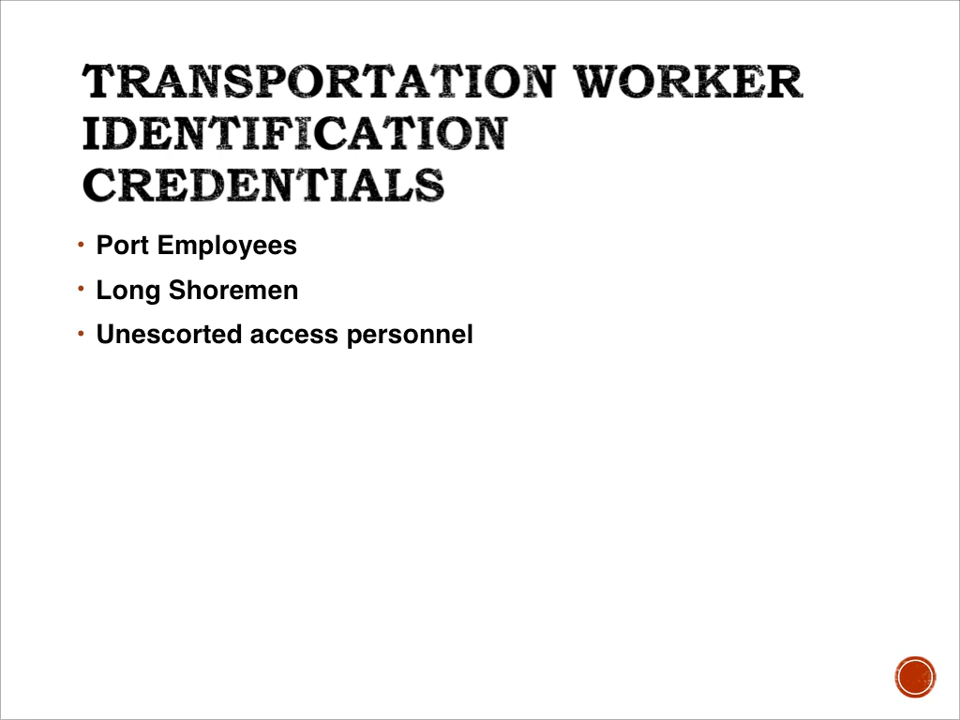 TRANSPORTATION WORKER
IDENTIFICATION
CREDENTIALS
• Port Employees
• Long Shoremen
• Unescorted access personnel